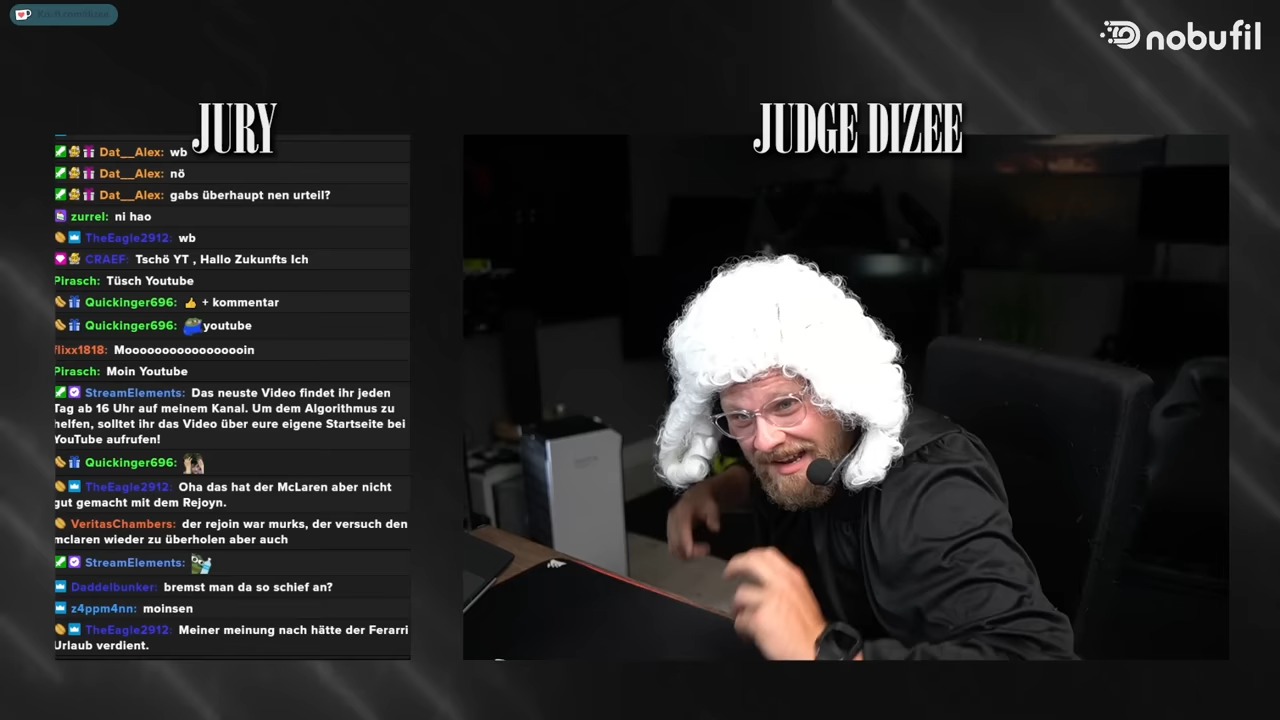 nobufil
JURY
JUDGE DIZEE
Dat__Alex: wb
Dat__Alex: nö
Dat__Alex: gabs überhaupt nen urteil?
zurrel: ni hao
TheEagle2912: wb
CRAEF: Tschö YT , Hallo Zukunfts Ich
Pirasch: Tüsch Youtube
Quickinger696: 👍 + kommentar
Quickinger696: youtube
flixx1818: Moooooooooooooooooin
Pirasch: Moin Youtube
StreamElements: Das neuste Video findet ihr jeden
Tag ab 16 Uhr auf meinem Kanal. Um dem Algorithmus zu
helfen, solltet ihr das Video über eure eigene Startseite bei
YouTube aufrufen!
Quickinger696:
TheEagle2912: Oha das hat der McLaren aber nicht
gut gemacht mit dem Rejoyn.
VeritasChambers: der rejoin war murks, der versuch den
mclaren wieder zu überholen aber auch
StreamElements:
Daddelbunker: bremst man da so schief an?
z4ppm4nn: moinsen
TheEagle2912: Meiner meinung nach hätte der Ferarri
Urlaub verdient.